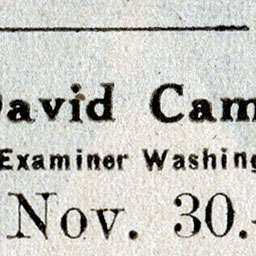 David Cam
Examiner Washing
Nov. 30.-